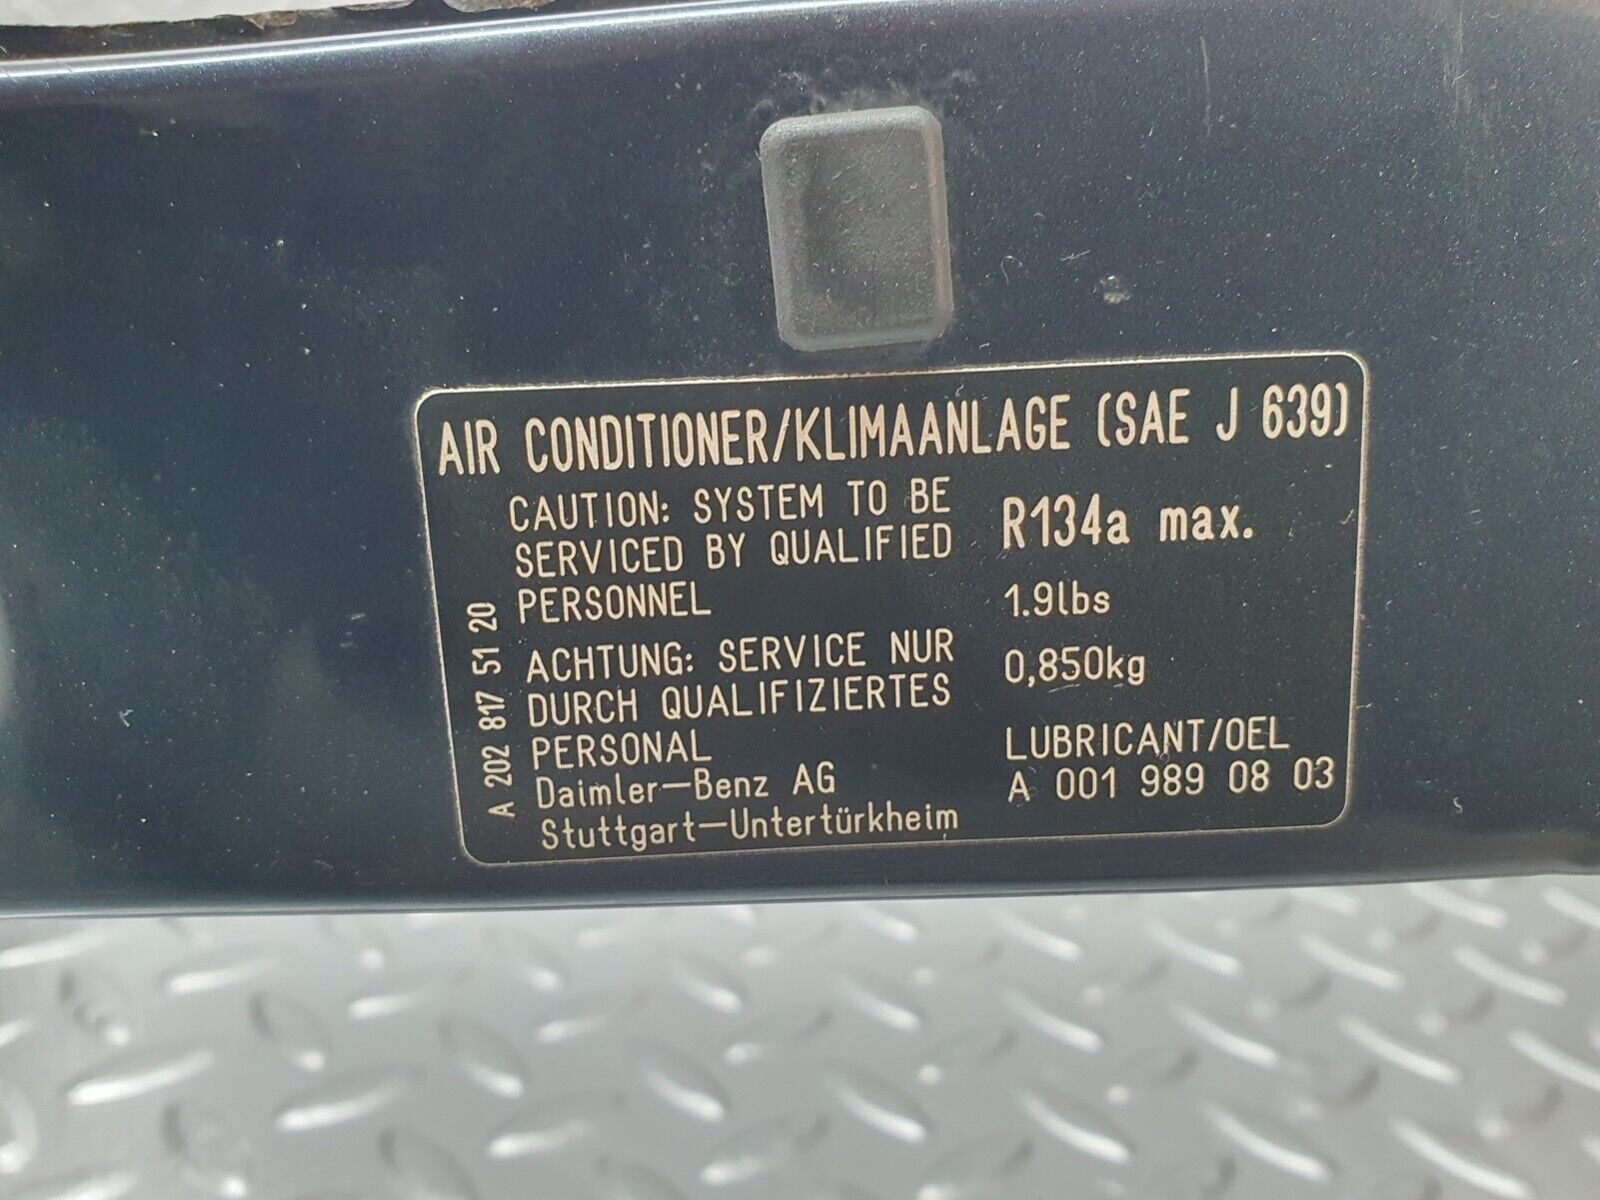 AIR CONDITIONER/KLIMAANLAGE (SAE J 639)
CAUTION: SYSTEM TO BE
SERVICED BY QUALIFIED
PERSONNEL
ACHTUNG: SERVICE NUR
DURCH QUALIFIZIERTES
PERSONAL
Daimler-Benz AG
Stuttgart-Untertürkheim
R134a max.
1.9lbs
0,850kg
LUBRICANT/OEL
A 001 989 08 03
A 202 817 51 20